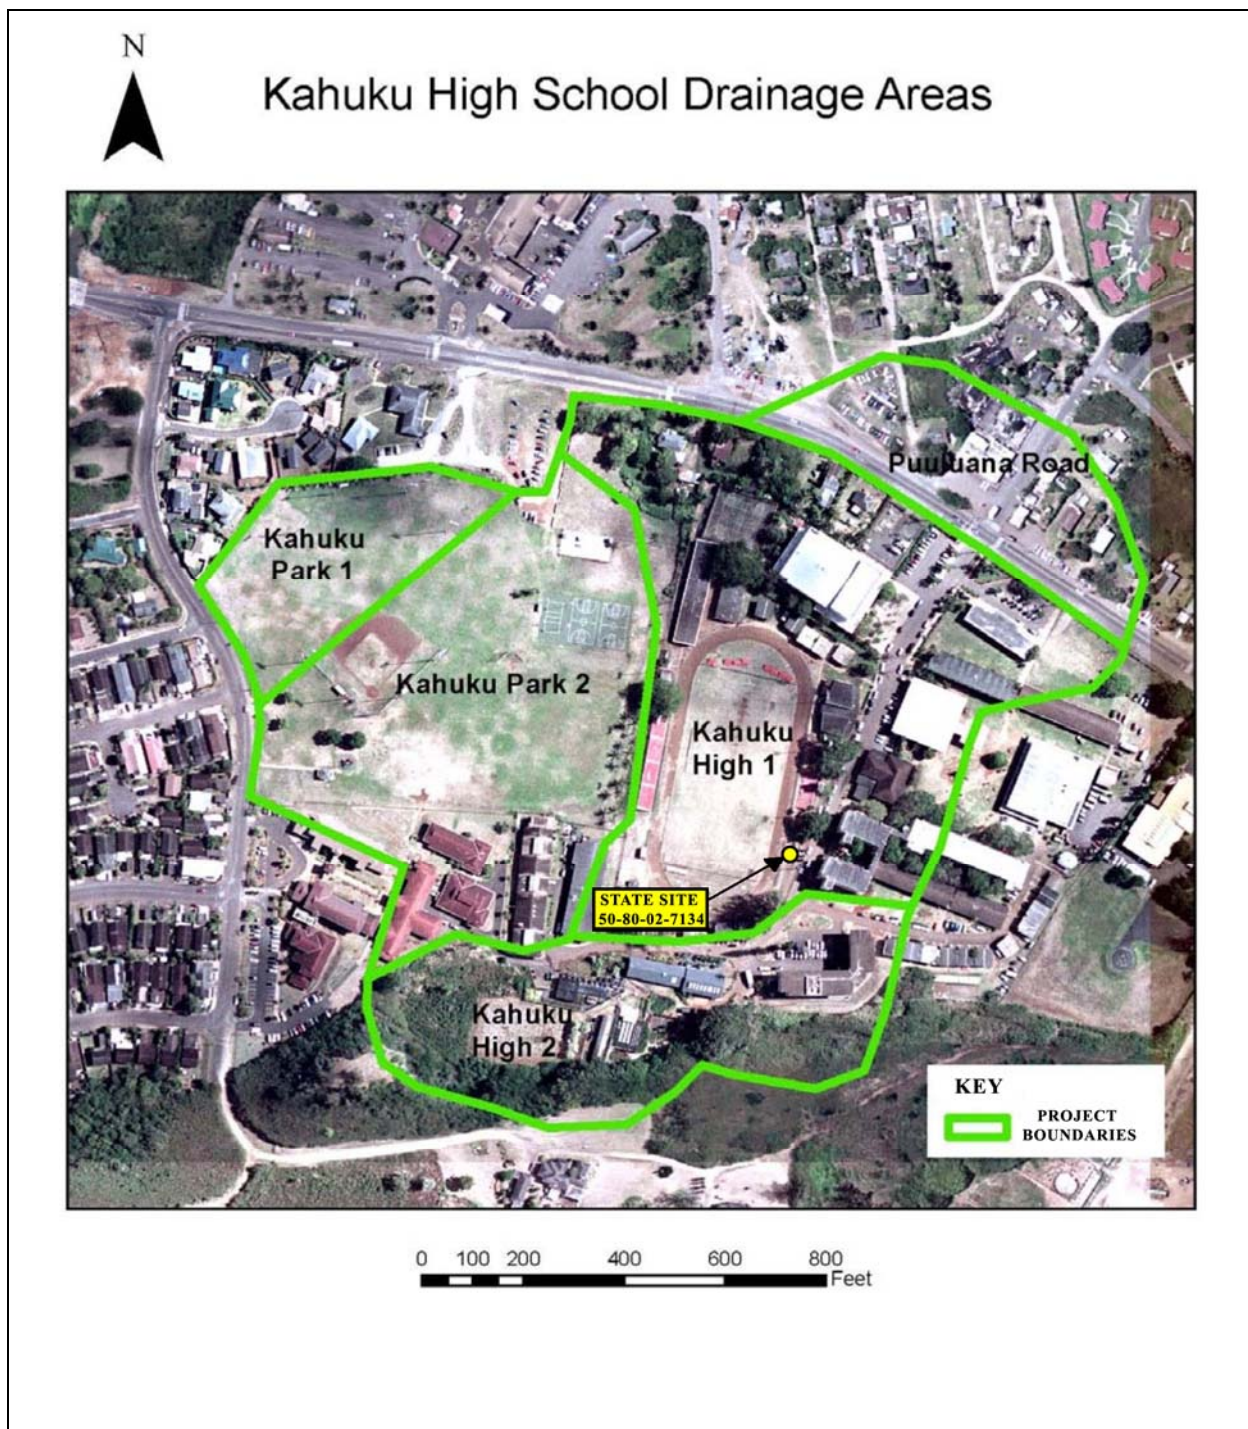 N
Kahuku High School Drainage Areas
Puuluana Road
Kahuku
Park 1
Kahuku Park 2
Kahuku
High 1
STATE SITE
50-80-02-7134
Kahuku
High 2
KEY
PROJECT
BOUNDARIES
0 100 200 400 600 800
Feet